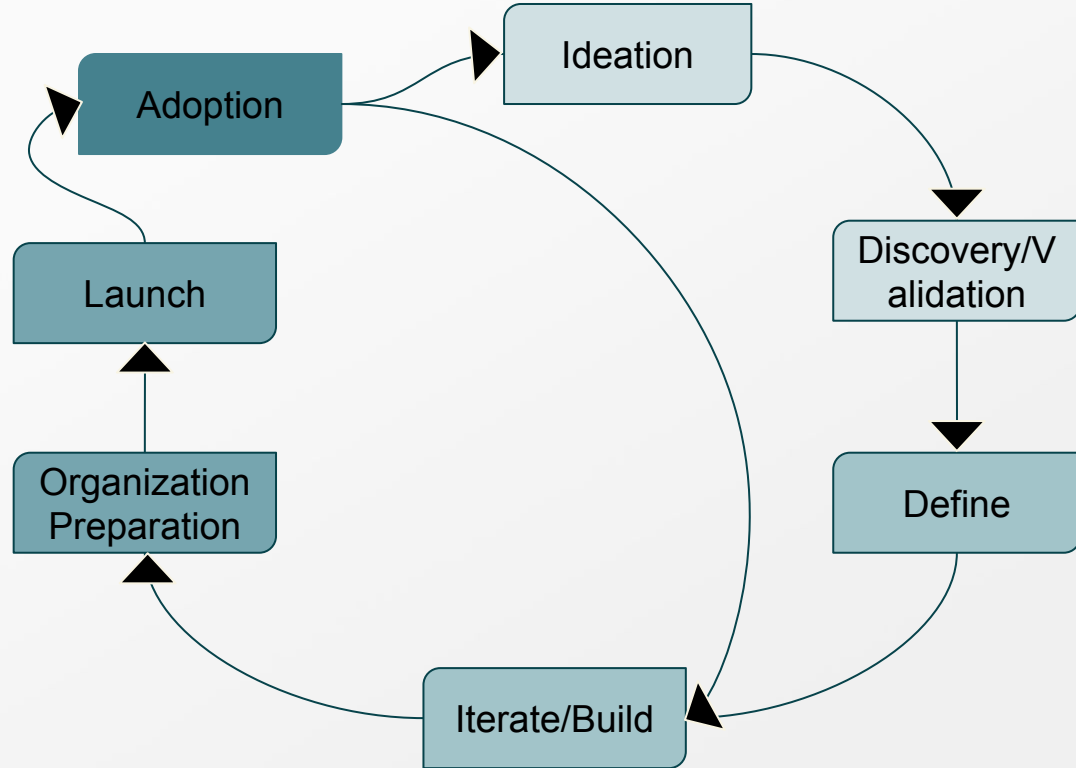 Ideation
Adoption
Discovery/V
alidation
Launch
Organization
Preparation
Define
Iterate/Build